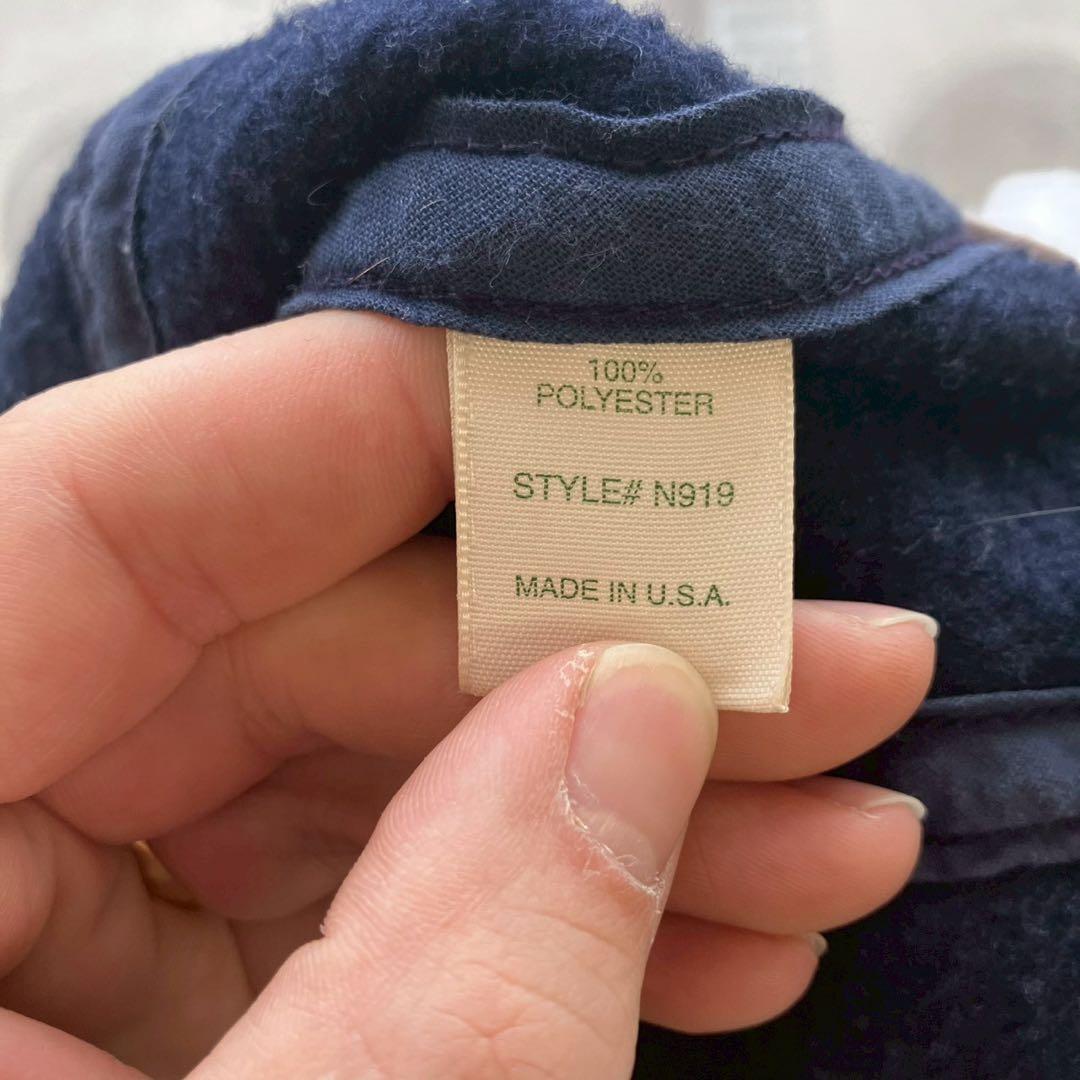 100%
POLYESTER
STYLE# N919
MADE IN U.S.A.